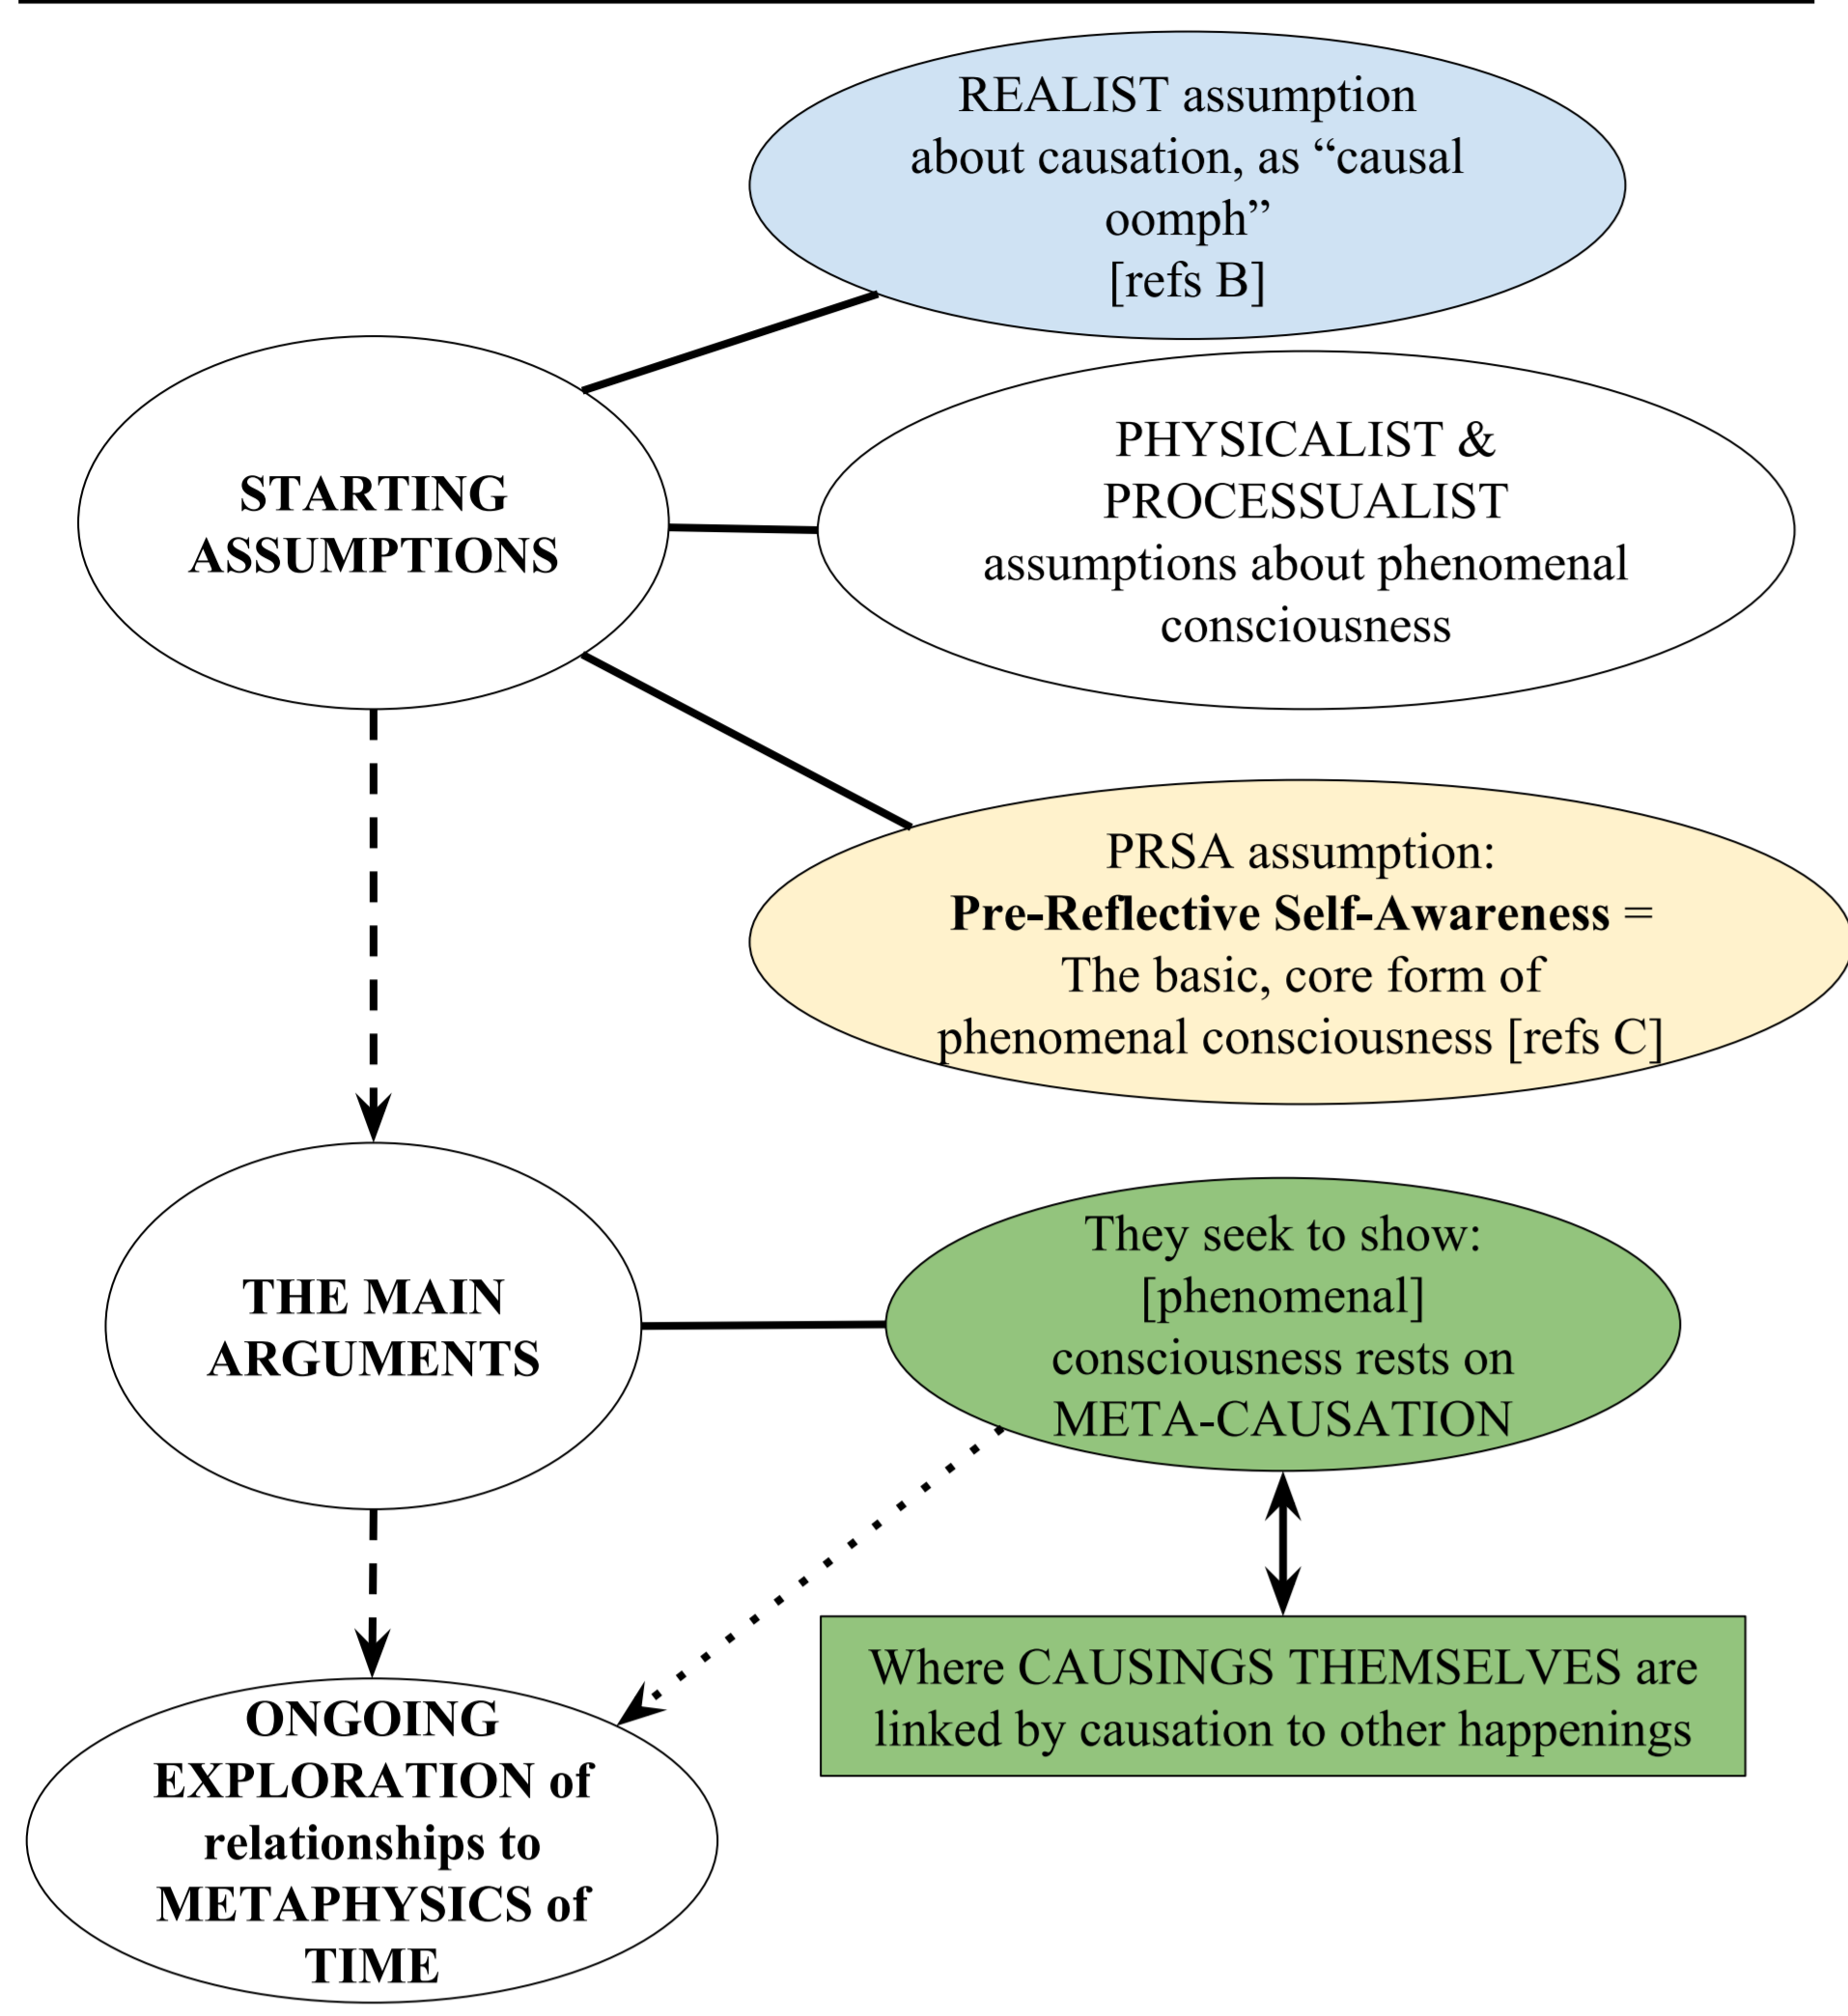 REALIST assumption
about causation, as “causal
oomph”
[refs B]
STARTING
ASSUMPTIONS
PHYSICALIST &
PROCESSUALIST
assumptions about phenomenal
consciousness
PRSA assumption:
Pre-Reflective Self-Awareness =
The basic, core form of
phenomenal consciousness [refs C]
THE MAIN
ARGUMENTS
They seek to show:
[phenomenal]
consciousness rests on
META-CAUSATION
Where CAUSINGS THEMSELVES are
linked by causation to other happenings
ONGOING
EXPLORATION of
relationships to
METAPHYSICS of
TIME